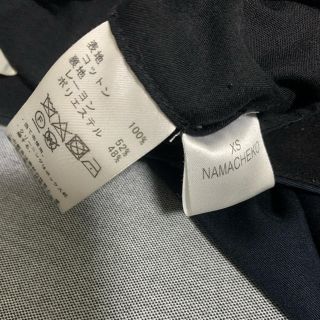 表地
コットン 100%
裏地
レーヨン 52%
ポリエステル 48%
XS
NAMACHEKO